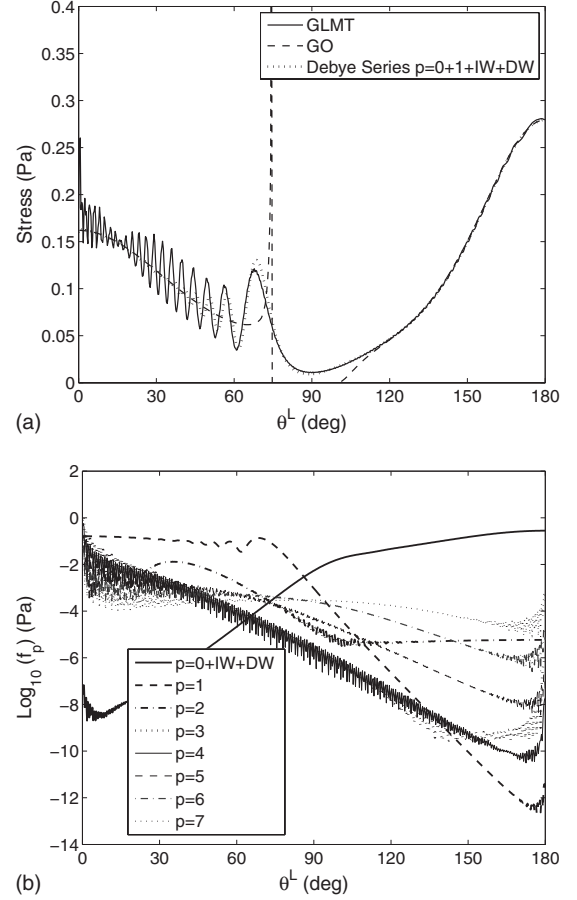 0.4
0.35
0.3
0.25
0.2
0.15
0.1
0.05
0
Stress (Pa)
GLMT
GO
Debye Series p=0+1+IW+DW
0 30 60 90 120 150 180
(a)
θ^L (deg)
2
0
−2
−4
−6
−8
−10
−12
−14
Log10 (fp) (Pa)
p=0+IW+DW
p=1
p=2
p=3
p=4
p=5
p=6
p=7
0 30 60 90 120 150 180
(b)
θ^L (deg)